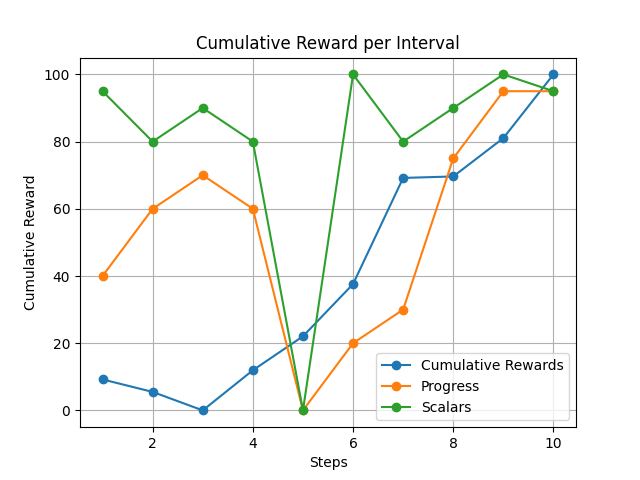 Cumulative Reward per Interval
Cumulative Reward
100
80
60
40
20
0
2 4 6 8 10
Steps
Cumulative Rewards
Progress
Scalars